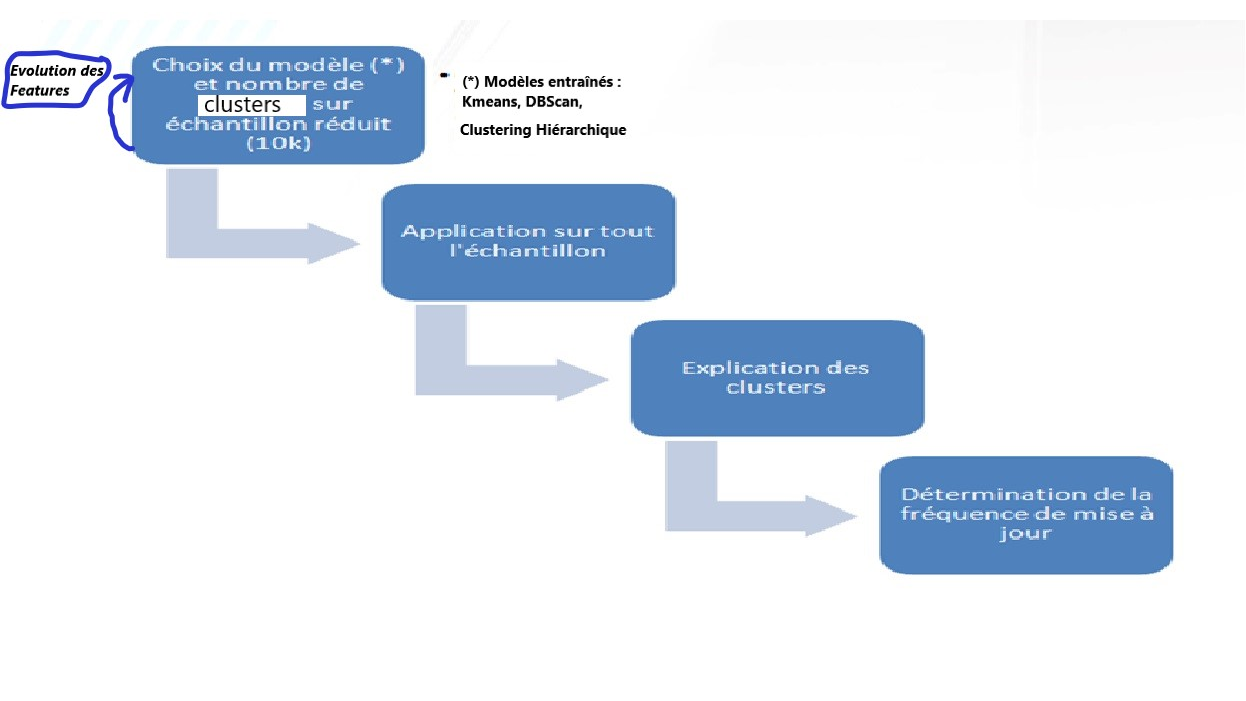 Evolution des
Features
Choix du modèle (*)
et nombre de
clusters sur
échantillon réduit
(10k)
(*) Modèles entraînés :
Kmeans, DBScan,
Clustering Hiérarchique
Application sur tout
l'échantillon
Explication des
clusters
Détermination de la
fréquence de mise à
jour